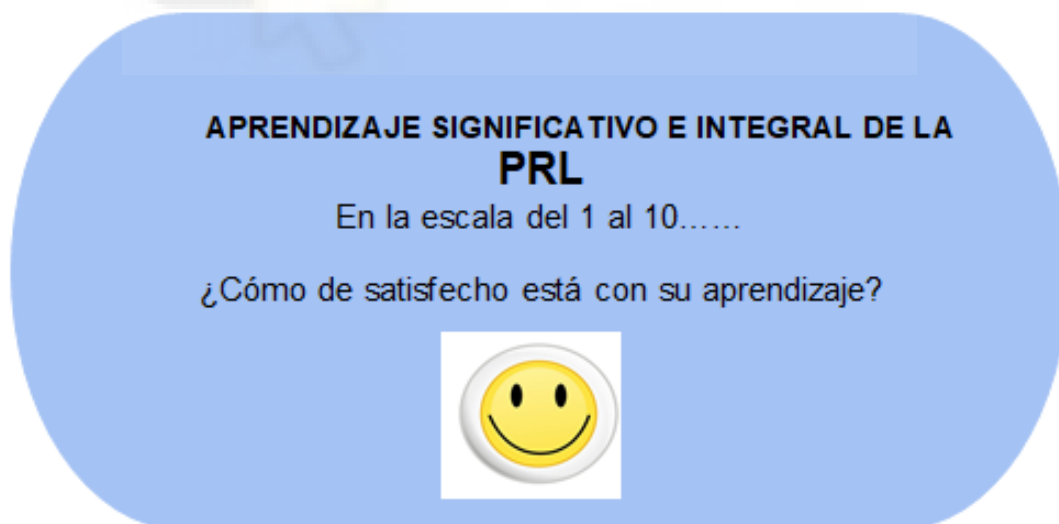 APRENDIZAJE SIGNIFICATIVO E INTEGRAL DE LA
PRL
En la escala del 1 al 10......
¿Cómo de satisfecho está con su aprendizaje?